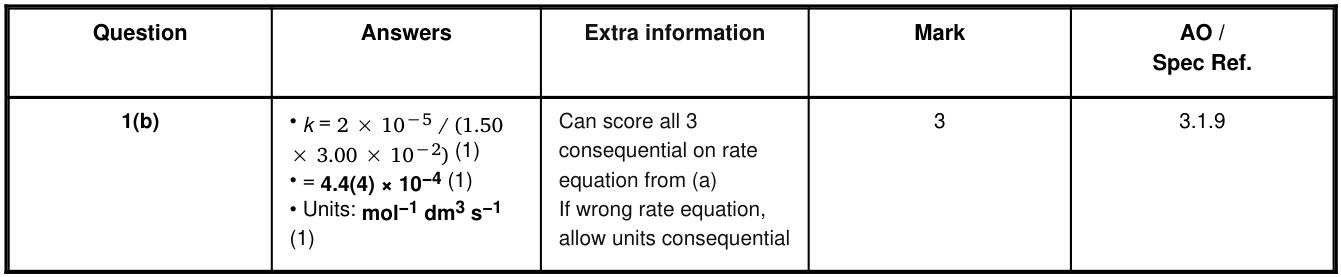 Question
Answers
Extra information
Mark
AO /
Spec Ref.
1(b)
• k = 2 × 10⁻⁵ / (1.50
× 3.00 × 10⁻²) (1)
• = 4.4(4) × 10⁻⁴ (1)
• Units: mol⁻¹ dm³ s⁻¹
(1)
Can score all 3
consequential on rate
equation from (a)
If wrong rate equation,
allow units consequential
3
3.1.9